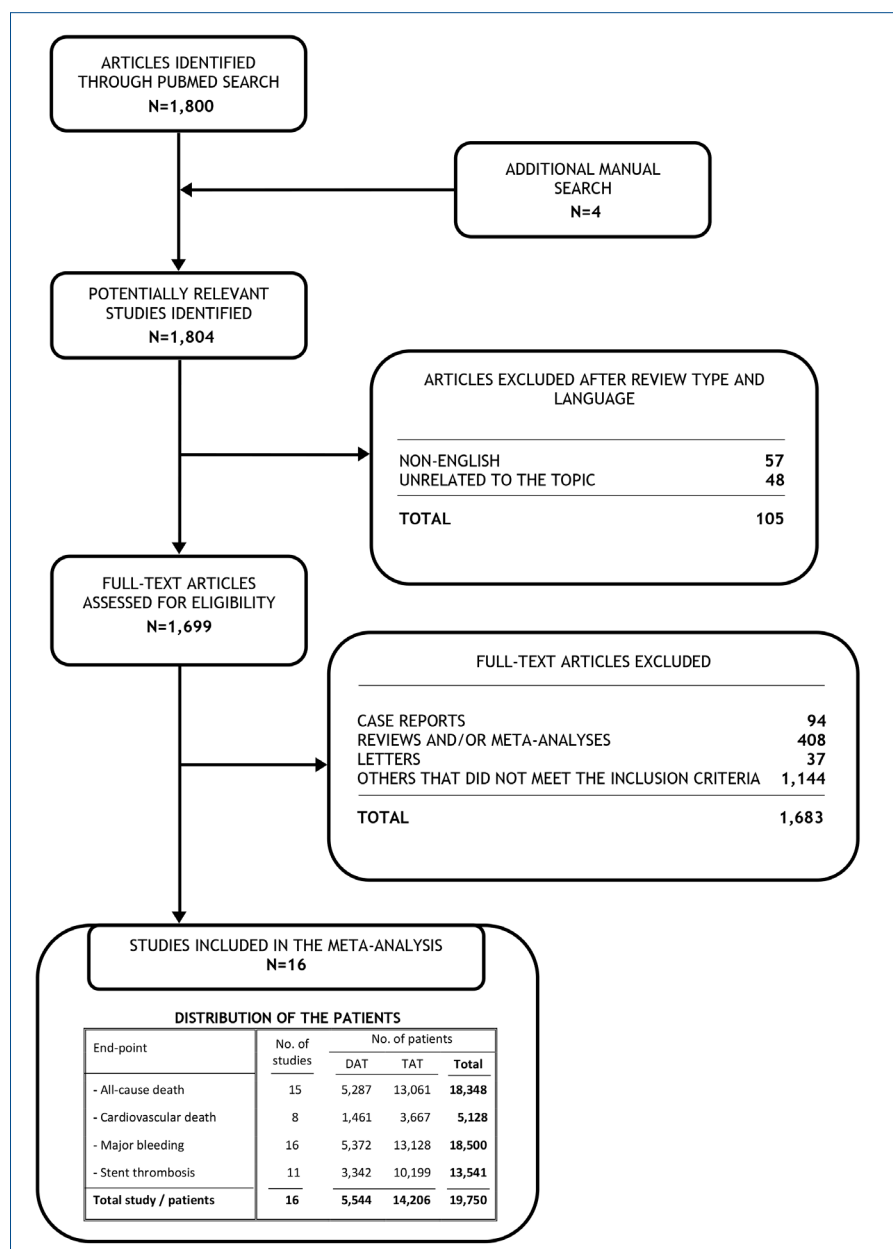 ARTICLES IDENTIFIED
THROUGH PUBMED SEARCH
N=1,800
ADDITIONAL MANUAL
SEARCH
N=4
POTENTIALLY RELEVANT
STUDIES IDENTIFIED
N=1,804
ARTICLES EXCLUDED AFTER REVIEW TYPE AND
LANGUAGE
NON-ENGLISH 57
UNRELATED TO THE TOPIC 48
TOTAL 105
FULL-TEXT ARTICLES
ASSESSED FOR ELIGIBILITY
N=1,699
FULL-TEXT ARTICLES EXCLUDED
CASE REPORTS 94
REVIEWS AND/OR META-ANALYSES 408
LETTERS 37
OTHERS THAT DID NOT MEET THE INCLUSION CRITERIA 1,144
TOTAL 1,683
STUDIES INCLUDED IN THE META-ANALYSIS
N=16
DISTRIBUTION OF THE PATIENTS
End-point No. of studies No. of patients
DAT TAT Total
- All-cause death 15 5,287 13,061 18,348
- Cardiovascular death 8 1,461 3,667 5,128
- Major bleeding 16 5,372 13,128 18,500
- Stent thrombosis 11 3,342 10,199 13,541
Total study / patients 16 5,544 14,206 19,750